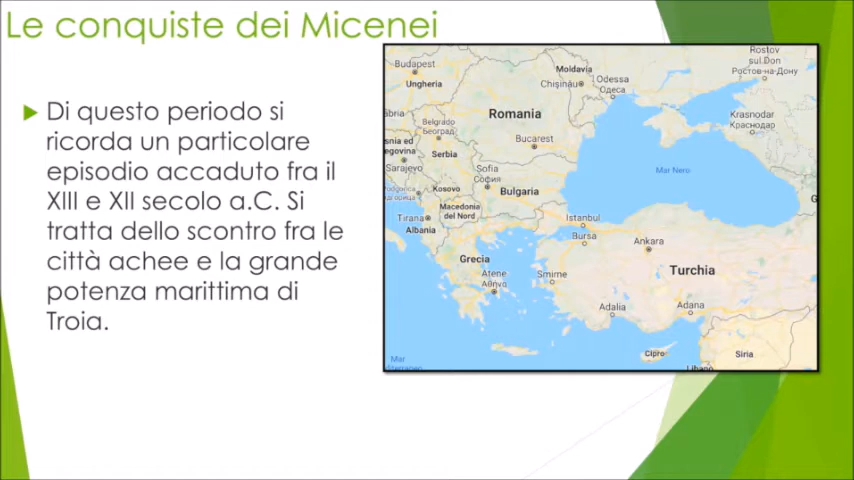 Le conquiste dei Micenei
Di questo periodo si
ricorda un particolare
episodio accaduto fra il
XIII e XII secolo a.C. Si
tratta dello scontro fra le
città achee e la grande
potenza marittima di
Troia.
Budapest
Ungheria
Moldavia
Chișinău
Odessa
Одеса
Rostov
sul Don
Ростов-на-Дону
Romania
Krasnodar
Краснодар
Belgrado
Београд
Bucarest
Serbia
Sarajevo
Sofia
София
Mar Nero
Kosovo
Bulgaria
Macedonia
del Nord
Tirana
Albania
Istanbul
Bursa
Ankara
Grecia
Atene
Αθήνα
Smirne
Turchia
Adalia
Adana
Cipro
Siria
Mar
Libano